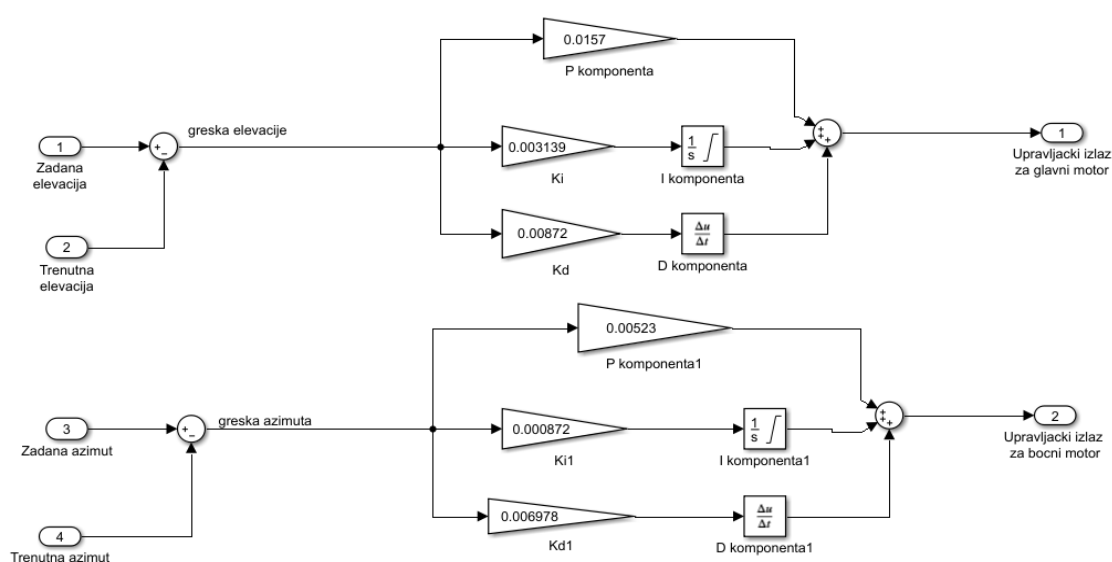 0.0157
P komponenta
greska elevacije
1
Zadana
elevacija
+
−
0.003139
Ki
1
s
I komponenta
+
+
+
1
Upravljacki izlaz
za glavni motor
2
Trenutna
elevacija
0.00872
Kd
Δu
Δt
D komponenta
0.00523
P komponenta1
greska azimuta
3
Zadana azimut
+
−
0.000872
Ki1
1
s
I komponenta1
+
+
+
2
Upravljacki izlaz
za bocni motor
4
Trenutna azimut
0.006978
Kd1
Δu
Δt
D komponenta1